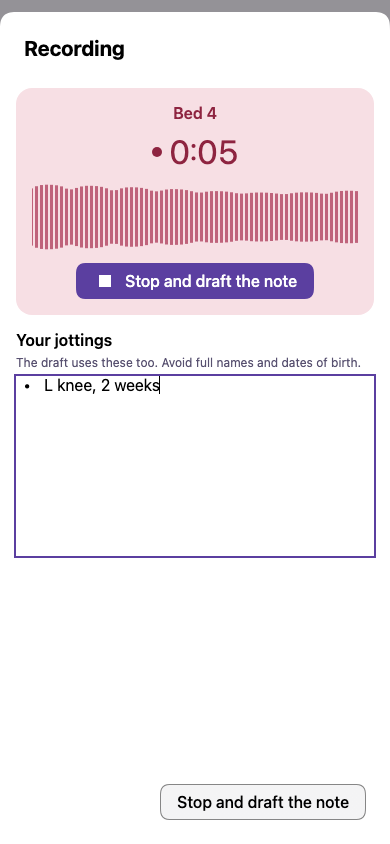 Recording
Bed 4
0:05
Stop and draft the note
Your jottings
The draft uses these too. Avoid full names and dates of birth.
• L knee, 2 weeks
Stop and draft the note